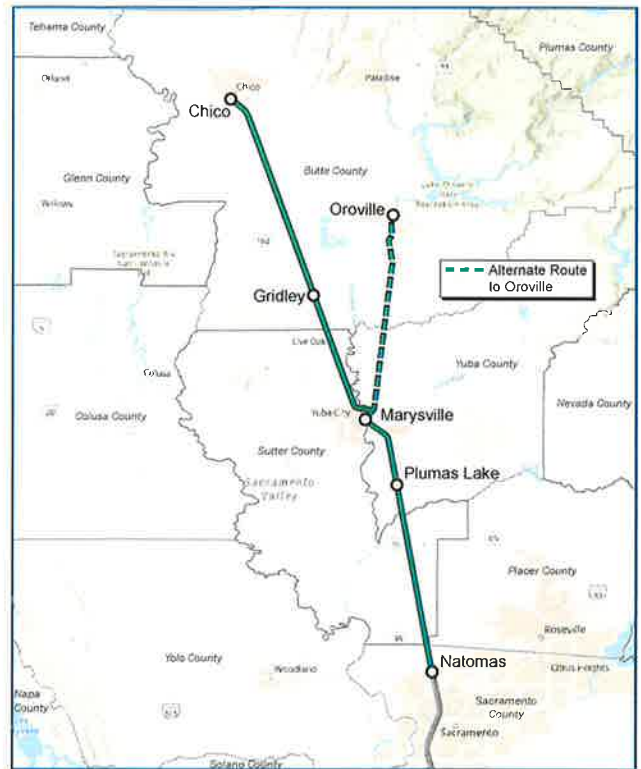 Tehama County
Plumas County
Orland
Chico
Paradise
Chico
Glenn County
Butte County
Willows
Oroville
Alternate Route
to Oroville
Gridley
Live Oak
Colusa
Yuba County
Nevada County
Colusa County
Yuba City
Marysville
Sutter County
Sacramento
Valley
Plumas Lake
Placer County
Roseville
Yolo County
Woodland
Natomas
Citrus Heights
Napa
County
Sacramento
County
Sacramento
Solano County